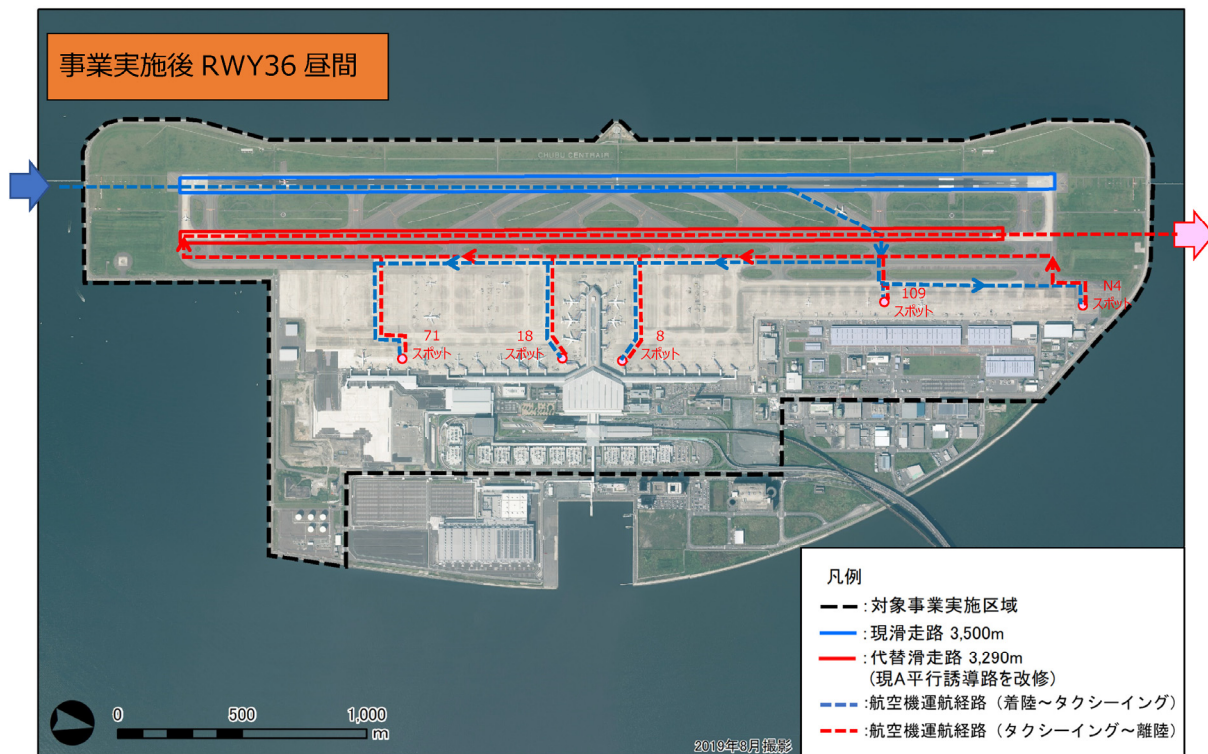 事業実施後 RWY36 昼間
CHUBU CENTRAIR
109
スポット
N4
スポット
71
スポット
18
スポット
8
スポット
凡例
:対象事業実施区域
:現滑走路 3,500m
:代替滑走路 3,290m
(現A平行誘導路を改修)
:航空機運航経路(着陸~タクシーイング)
:航空機運航経路(タクシーイング~離陸)
0 500 1,000
m
2019年8月撮影